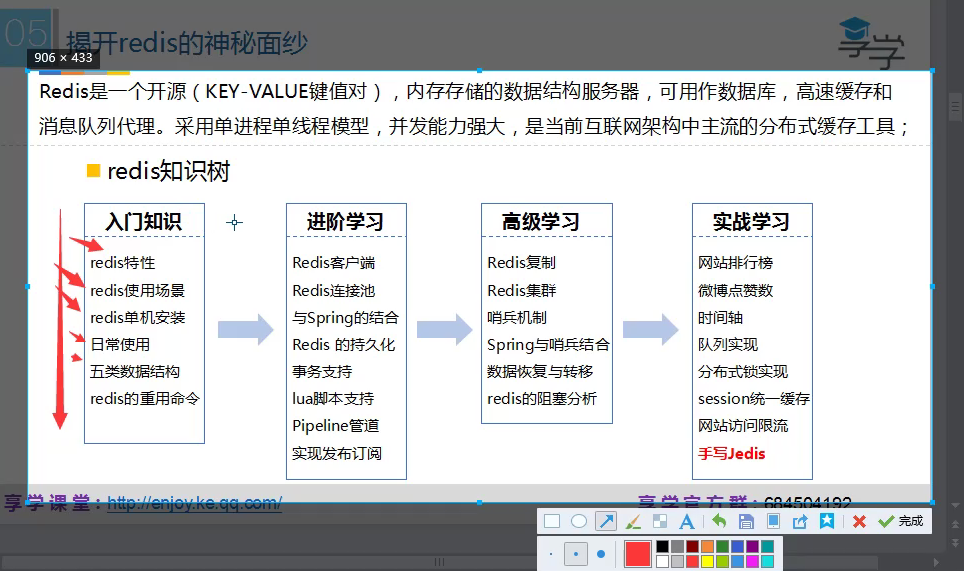 05
揭开redis的神秘面纱
享学
906 × 433
Redis是一个开源（KEY-VALUE键值对），内存存储的数据结构服务器，可用作数据库，高速缓存和
消息队列代理。采用单进程单线程模型，并发能力强大，是当前互联网架构中主流的分布式缓存工具；
redis知识树
入门知识
redis特性
redis使用场景
redis单机安装
日常使用
五类数据结构
redis的重用命令
进阶学习
Redis客户端
Redis连接池
与Spring的结合
Redis 的持久化
事务支持
lua脚本支持
Pipeline管道
实现发布订阅
高级学习
Redis复制
Redis集群
哨兵机制
Spring与哨兵结合
数据恢复与转移
redis的阻塞分析
实战学习
网站排行榜
微博点赞数
时间轴
队列实现
分布式锁实现
session统一缓存
网站访问限流
手写Jedis
享学课堂：http://enjoy.ke.qq.com/
享学官方群：684504192
完成